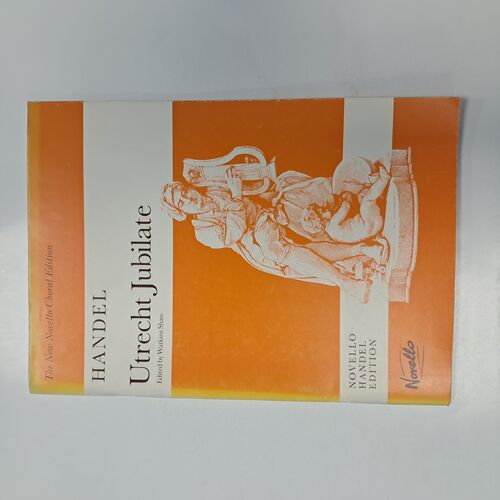 The New Novello Choral Edition
HANDEL
Utrecht Jubilate
Edited by Watkins Shaw
NOVELLO
HANDEL
EDITION
Novello